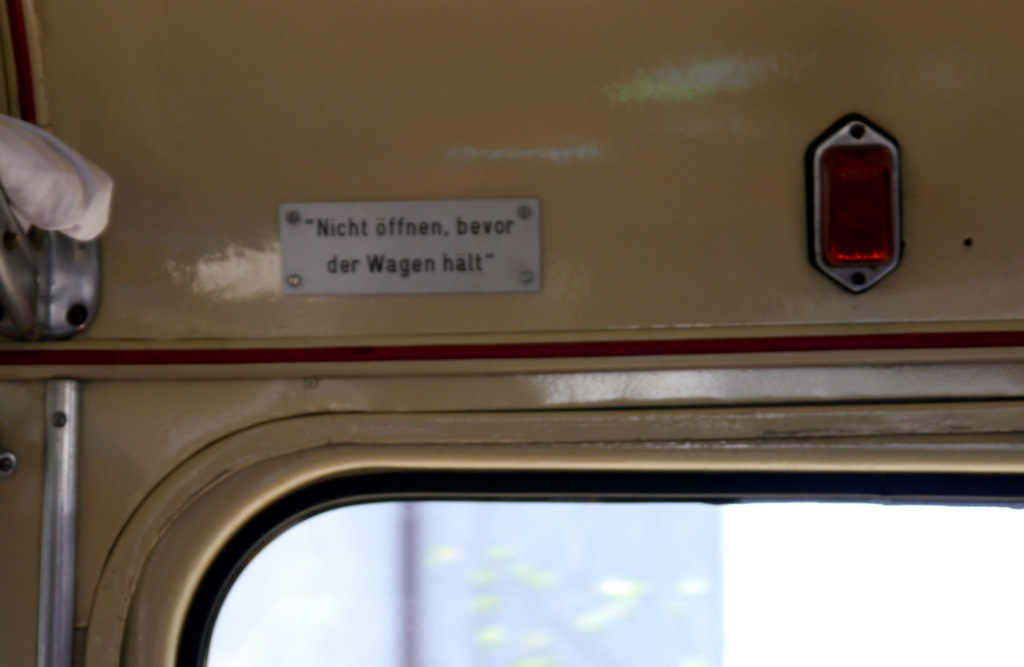 "Nicht öffnen, bevor
der Wagen hält"